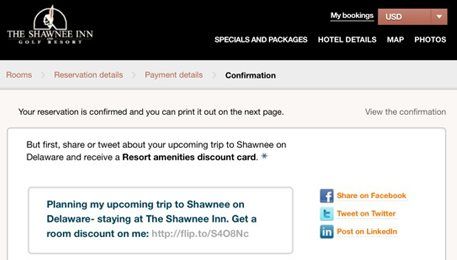 My bookings
USD
THE SHAWNEE INN
GOLF RESORT
SPECIALS AND PACKAGES HOTEL DETAILS MAP PHOTOS
Rooms Reservation details Payment details Confirmation
Your reservation is confirmed and you can print it out on the next page. View the confirmation
But first, share or tweet about your upcoming trip to Shawnee on
Delaware and receive a Resort amenities discount card. *
Planning my upcoming trip to Shawnee on
Delaware- staying at The Shawnee Inn. Get a
room discount on me: http://flip.to/S4O8Nc
Share on Facebook
Tweet on Twitter
Post on LinkedIn